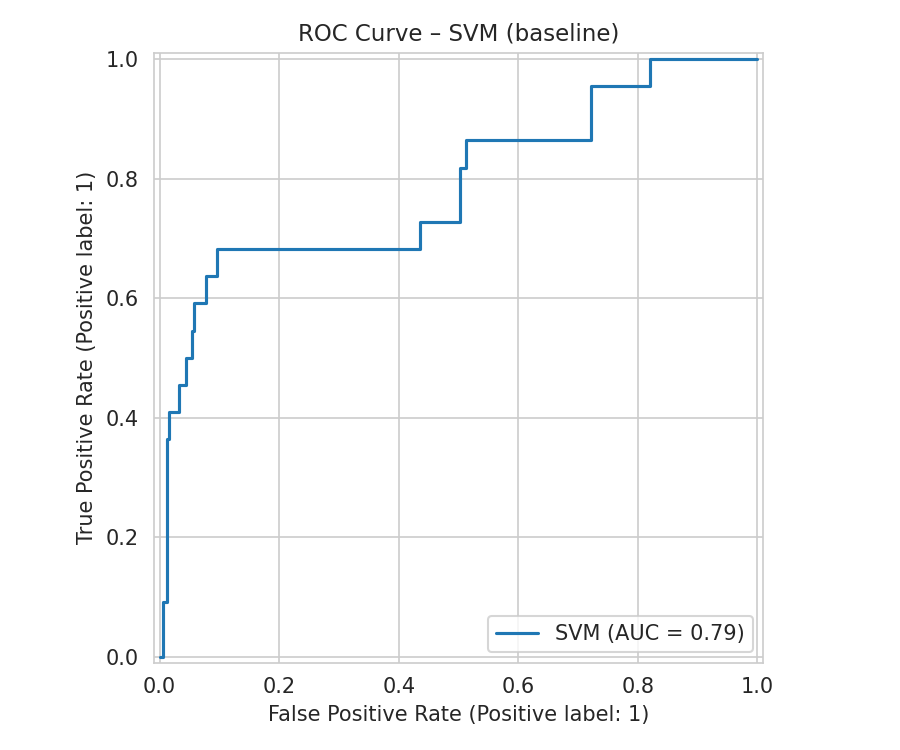 ROC Curve – SVM (baseline)
True Positive Rate (Positive label: 1)
1.0
0.8
0.6
0.4
0.2
0.0
SVM (AUC = 0.79)
0.0 0.2 0.4 0.6 0.8 1.0
False Positive Rate (Positive label: 1)